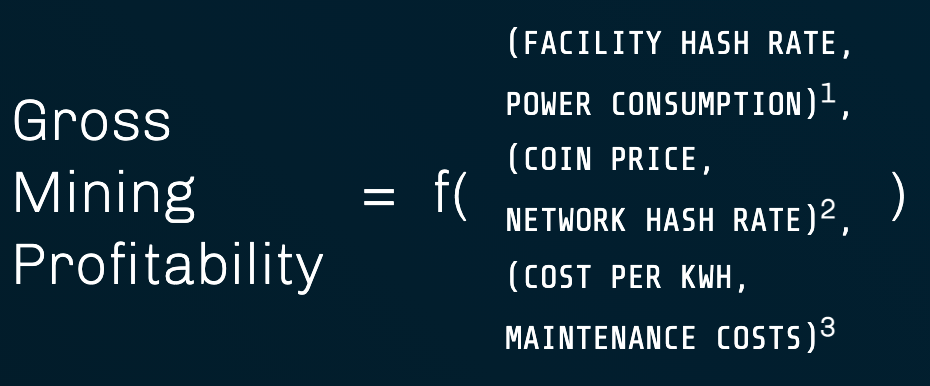 Gross
Mining
Profitability
= f(
(FACILITY HASH RATE,
POWER CONSUMPTION)¹,
(COIN PRICE,
NETWORK HASH RATE)²,
(COST PER KWH,
MAINTENANCE COSTS)³
)